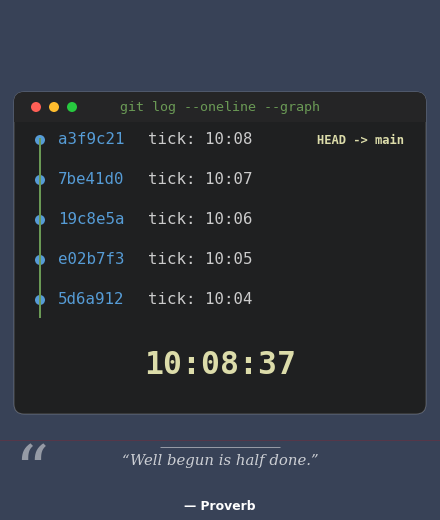 git log --oneline --graph
a3f9c21 tick: 10:08 HEAD -> main
7be41d0 tick: 10:07
19c8e5a tick: 10:06
e02b7f3 tick: 10:05
5d6a912 tick: 10:04
10:08:37
“
“Well begun is half done.”
— Proverb